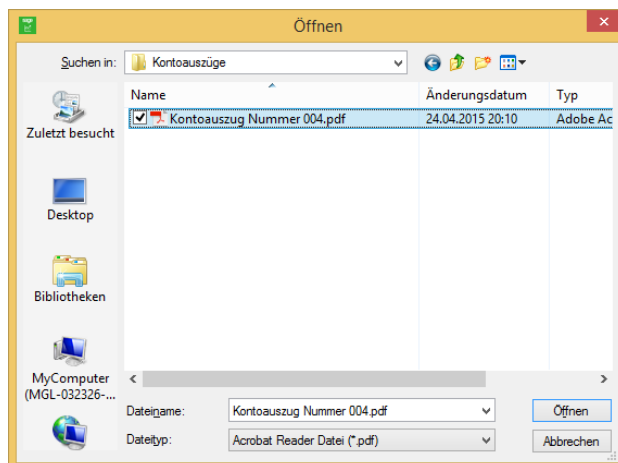 Öffnen
Suchen in: Kontoauszüge
Name Änderungsdatum Typ
Kontoauszug Nummer 004.pdf 24.04.2015 20:10 Adobe Ac
Zuletzt besucht
Desktop
Bibliotheken
MyComputer
(MGL-032326-...
Dateiname: Kontoauszug Nummer 004.pdf Öffnen
Dateityp: Acrobat Reader Datei (*.pdf) Abbrechen